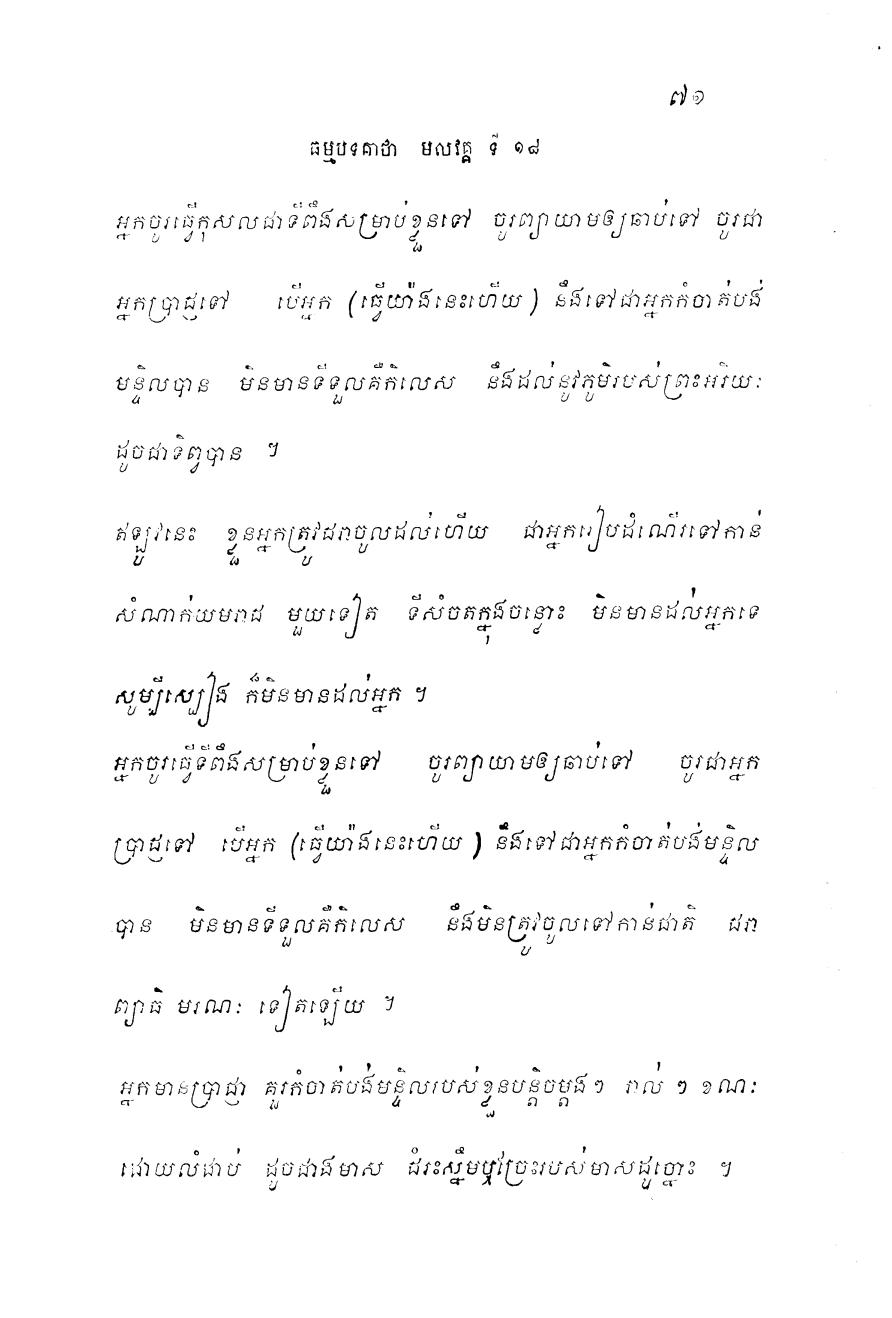 ៧១
ធម្មបទគាថា មលវគ្គ ទី ១៨
អ្នកចូរធ្វើកុសលជាទីពឹងសម្រាប់ខ្លួនទៅ ចូរព្យាយាមឲ្យឆាប់ទៅ ចូរជា
អ្នកប្រាជ្ញទៅ បើអ្នក (ធ្វើយ៉ាងនេះហើយ) នឹងទៅជាអ្នកកំចាត់បង់
មន្ទិលបាន មិនមានទីទួលគឺកិលេស នឹងដល់នូវភូមិរបស់ព្រះអរិយៈ
ដូចជាទិព្វបាន ។
ឥឡូវនេះ ខ្លួនអ្នកត្រូវជរាចូលដល់ហើយ ជាអ្នករៀបដំណើរទៅកាន់
សំណាក់យមរាជ មួយទៀត ទីសំចតក្នុងចន្លោះ មិនមានដល់អ្នកទេ
សូម្បីស្បៀង ក៏មិនមានដល់អ្នក ។
អ្នកចូរធ្វើទីពឹងសម្រាប់ខ្លួនទៅ ចូរព្យាយាមឲ្យឆាប់ទៅ ចូរជាអ្នក
ប្រាជ្ញទៅ បើអ្នក (ធ្វើយ៉ាងនេះហើយ) នឹងទៅជាអ្នកកំចាត់បង់មន្ទិល
បាន មិនមានទីទួលគឺកិលេស នឹងមិនត្រូវចូលទៅកាន់ជាតិ ជរា
ព្យាធិ មរណៈ ទៀតឡើយ ។
អ្នកមានប្រាជ្ញា គួរកំចាត់បង់មន្ទិលរបស់ខ្លួនបន្តិចម្តងៗ រាល់ ៗ ខណៈ
ដោយលំដាប់ ដូចជាងមាស ជំរះស្និមឬច្រែះរបស់មាសដូច្នោះ ។